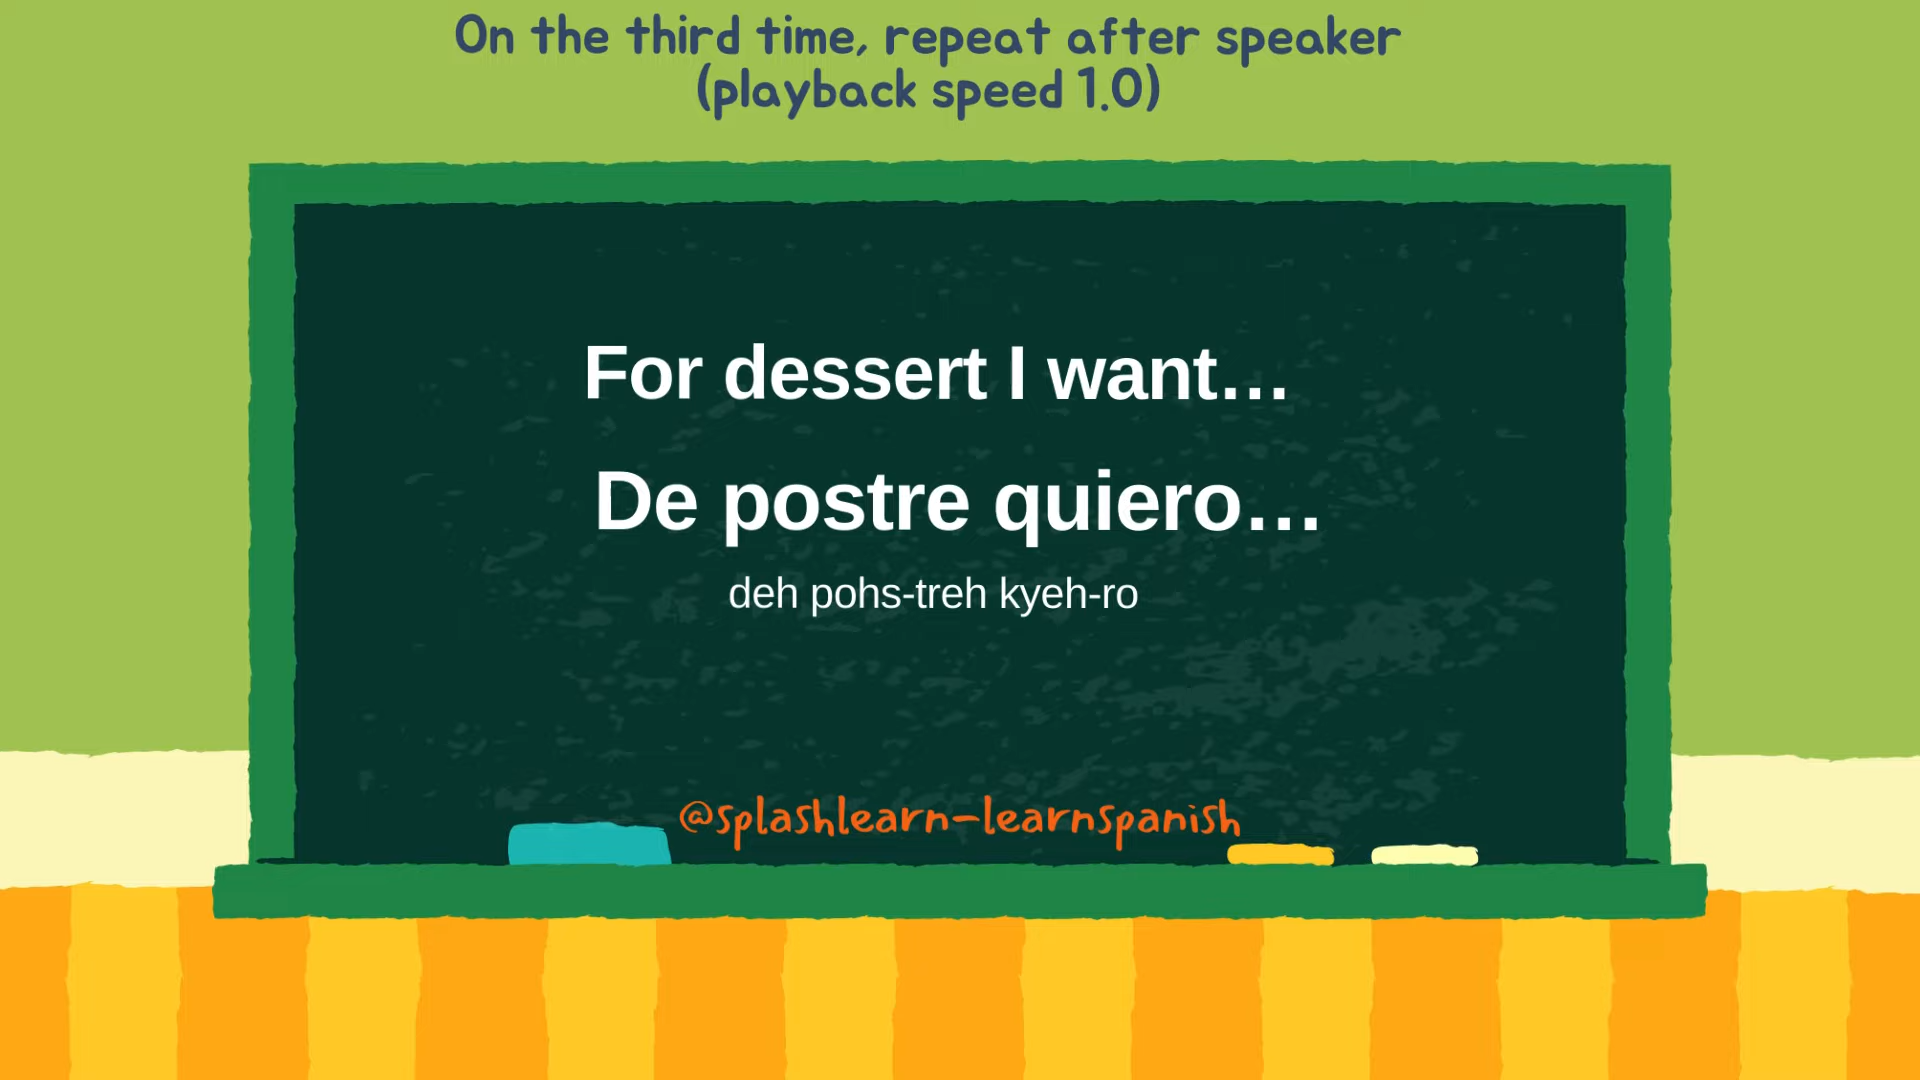 On the third time, repeat after speaker
(playback speed 1.0)
For dessert I want...
De postre quiero...
deh pohs-treh kyeh-ro
@splashlearn-learnspanish